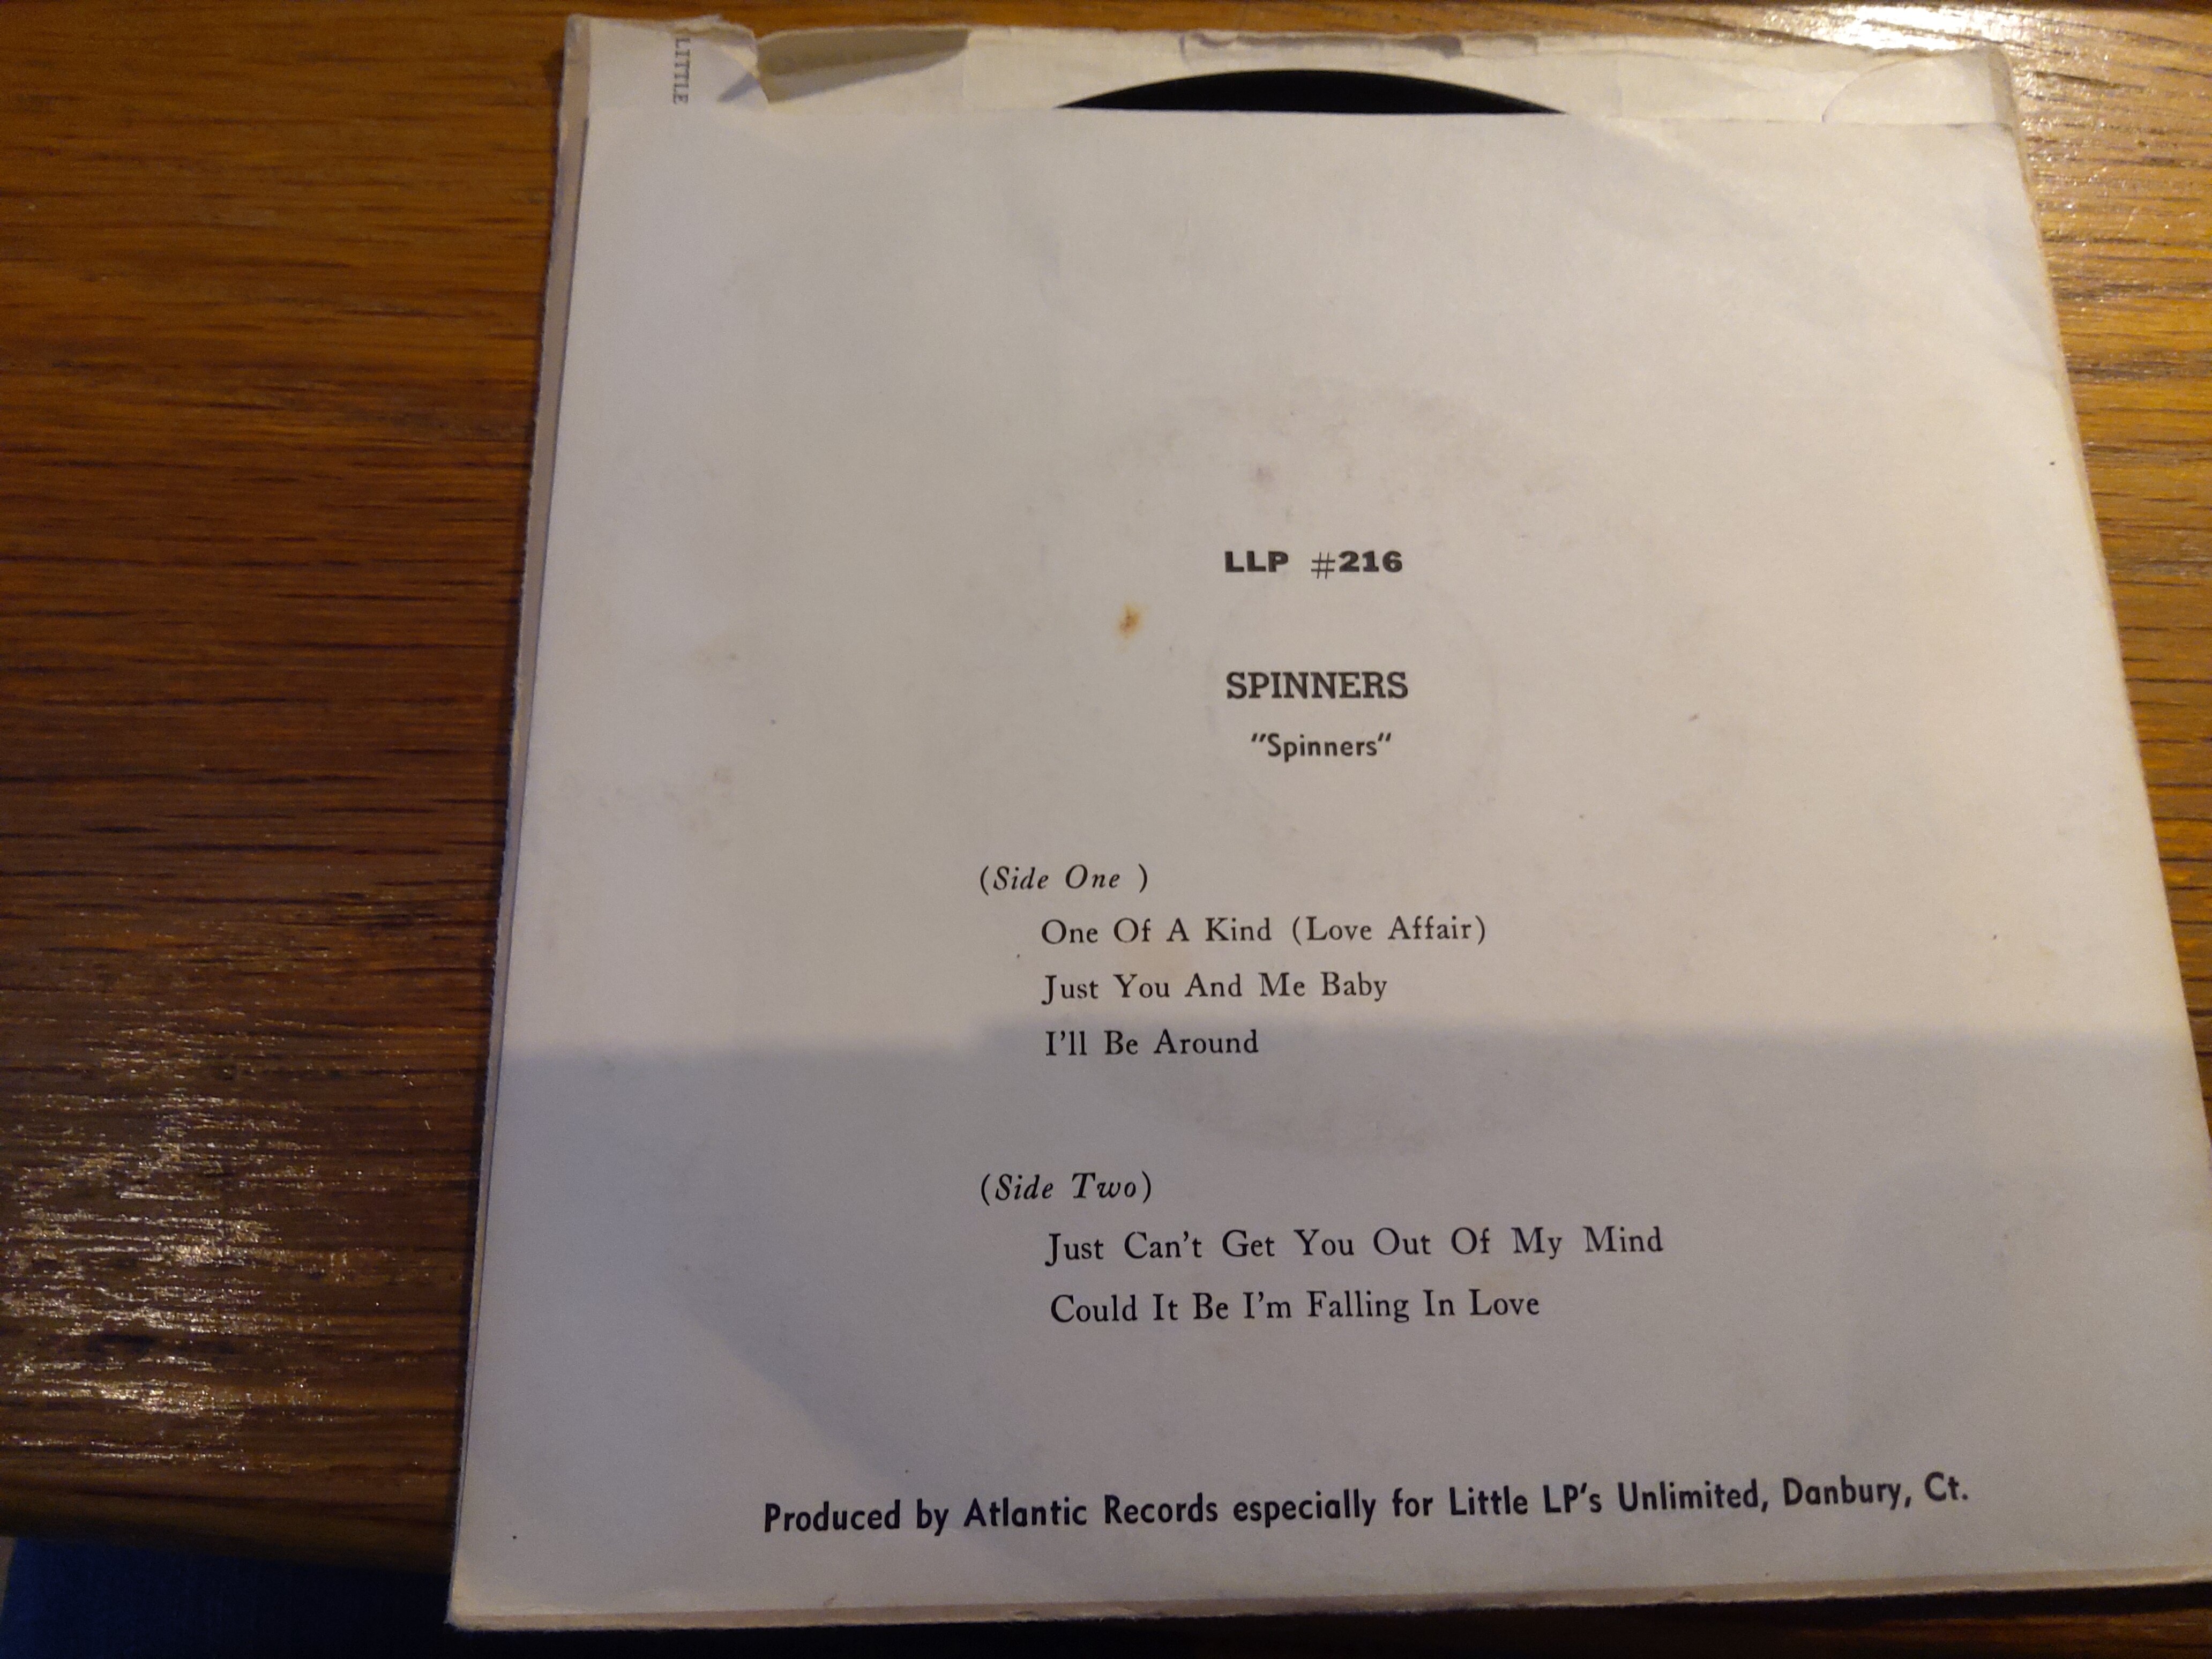 LITTLE
LLP #216
SPINNERS
"Spinners"
(Side One )
One Of A Kind (Love Affair)
Just You And Me Baby
I'll Be Around
(Side Two)
Just Can't Get You Out Of My Mind
Could It Be I'm Falling In Love
Produced by Atlantic Records especially for Little LP's Unlimited, Danbury, Ct.